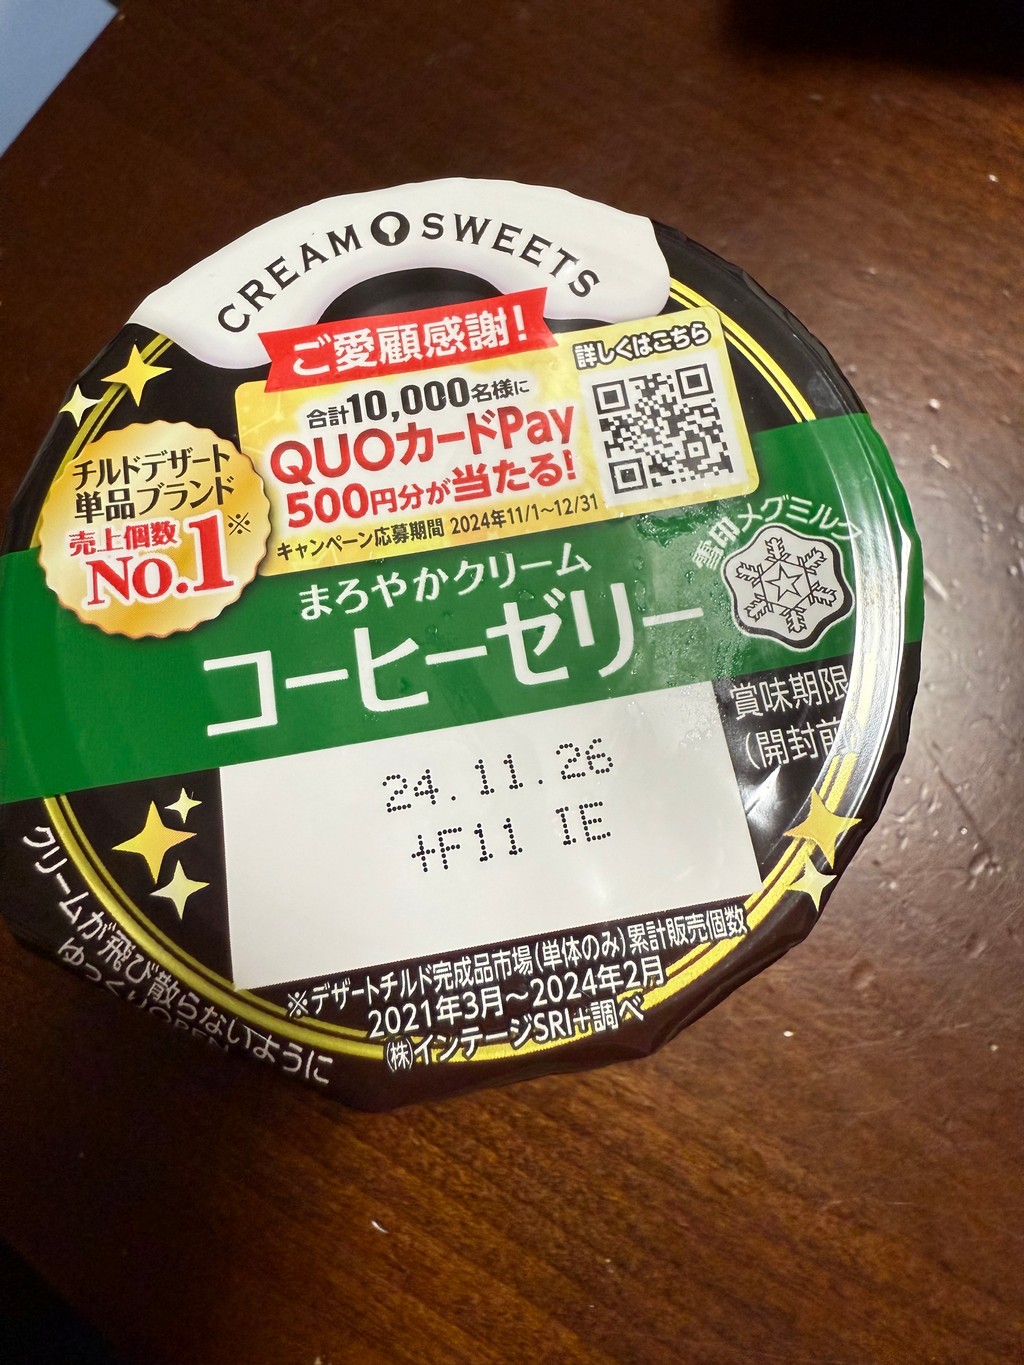 CREAM SWEETS
ご愛顧感謝!
合計10,000名様に
QUOカードPay
500円分が当たる!
キャンペーン応募期間 2024年11/1〜12/31
詳しくはこちら
チルドデザート
単品ブランド
売上個数※
No.1
雪印メグミルク
まろやかクリーム
コーヒーゼリー
賞味期限
(開封前
24.11.26
+F11 IE
※デザートチルド完成品市場(単体のみ)累計販売個数
2021年3月〜2024年2月
㈱インテージSRI+調べ
クリームが飛び散らないように
ゆっくりOPEN